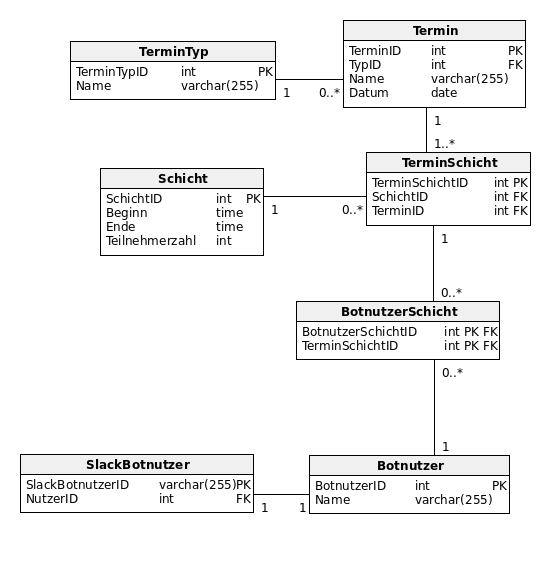 TerminTyp
TerminTypID int PK
Name varchar(255)
1 0..*
Termin
TerminID int PK
TypID int FK
Name varchar(255)
Datum date
1
1..*
Schicht
SchichtID int PK
Beginn time
Ende time
Teilnehmerzahl int
1 0..*
TerminSchicht
TerminSchichtID int PK
SchichtID int FK
TerminID int FK
1
0..*
BotnutzerSchicht
BotnutzerSchichtID int PK FK
TerminSchichtID int PK FK
0..*
1
SlackBotnutzer
SlackBotnutzerID varchar(255)PK
NutzerID int FK
1 1
Botnutzer
BotnutzerID int PK
Name varchar(255)